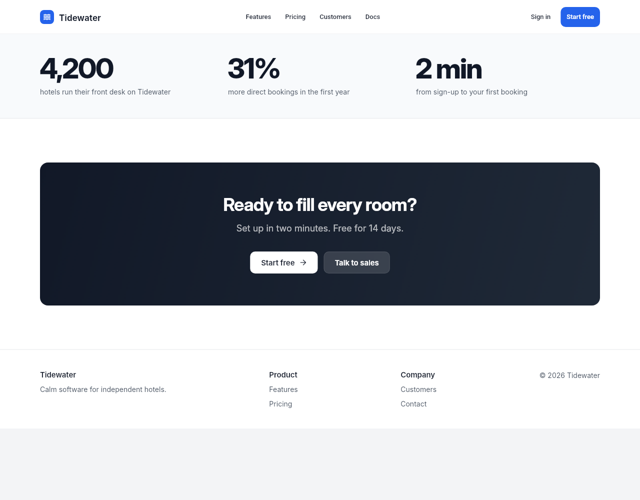 Tidewater
Features
Pricing
Customers
Docs
Sign in
Start free
4,200
hotels run their front desk on Tidewater
31%
more direct bookings in the first year
2 min
from sign-up to your first booking
Ready to fill every room?
Set up in two minutes. Free for 14 days.
Start free →
Talk to sales
Tidewater
Calm software for independent hotels.
Product
Features
Pricing
Company
Customers
Contact
© 2026 Tidewater